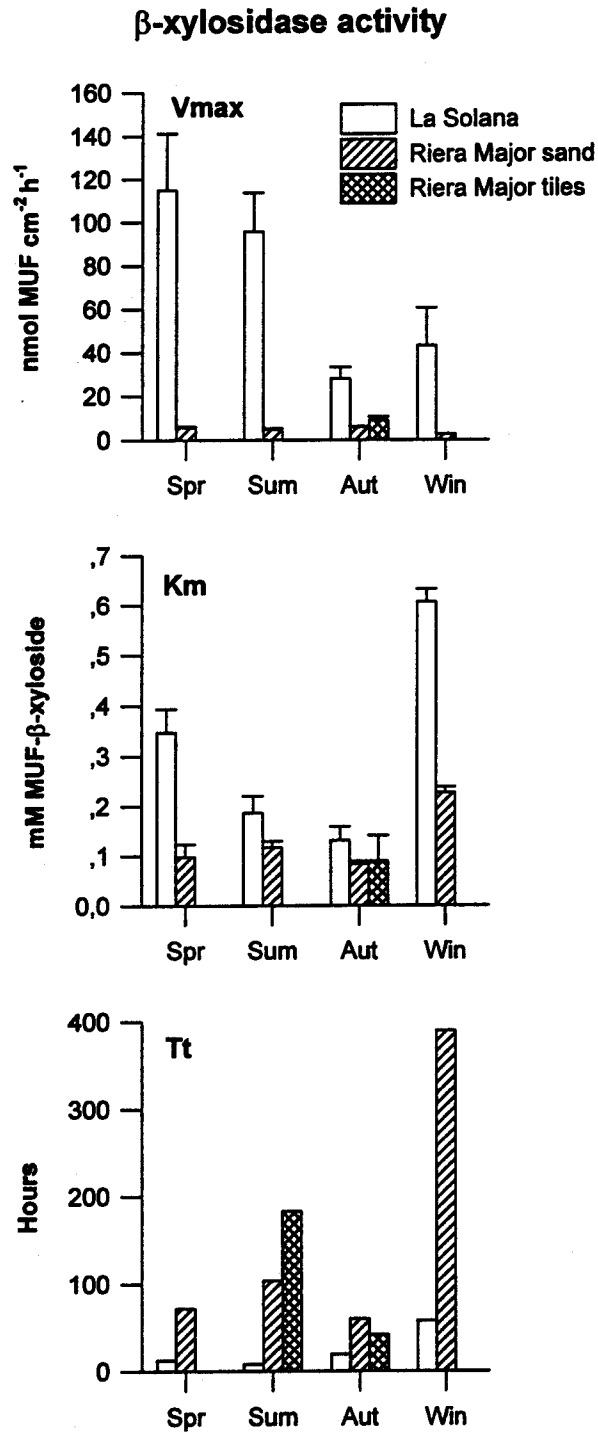 β-xylosidase activity
Vmax
La Solana
Riera Major sand
Riera Major tiles
nmol MUF cm⁻² h⁻¹
160
140
120
100
80
60
40
20
0
Spr Sum Aut Win
Km
mM MUF-β-xyloside
,7
,6
,5
,4
,3
,2
,1
0,0
Spr Sum Aut Win
Tt
Hours
400
300
200
100
0
Spr Sum Aut Win